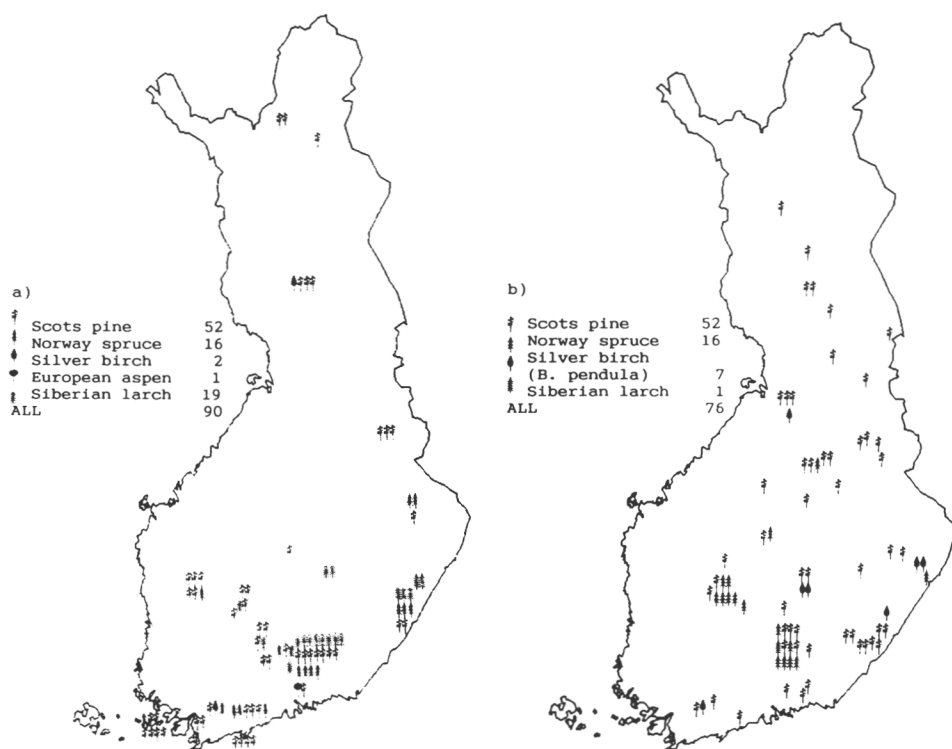 a)
Scots pine 52
Norway spruce 16
Silver birch 2
European aspen 1
Siberian larch 19
ALL 90
b)
Scots pine 52
Norway spruce 16
Silver birch
(B. pendula) 7
Siberian larch 1
ALL 76